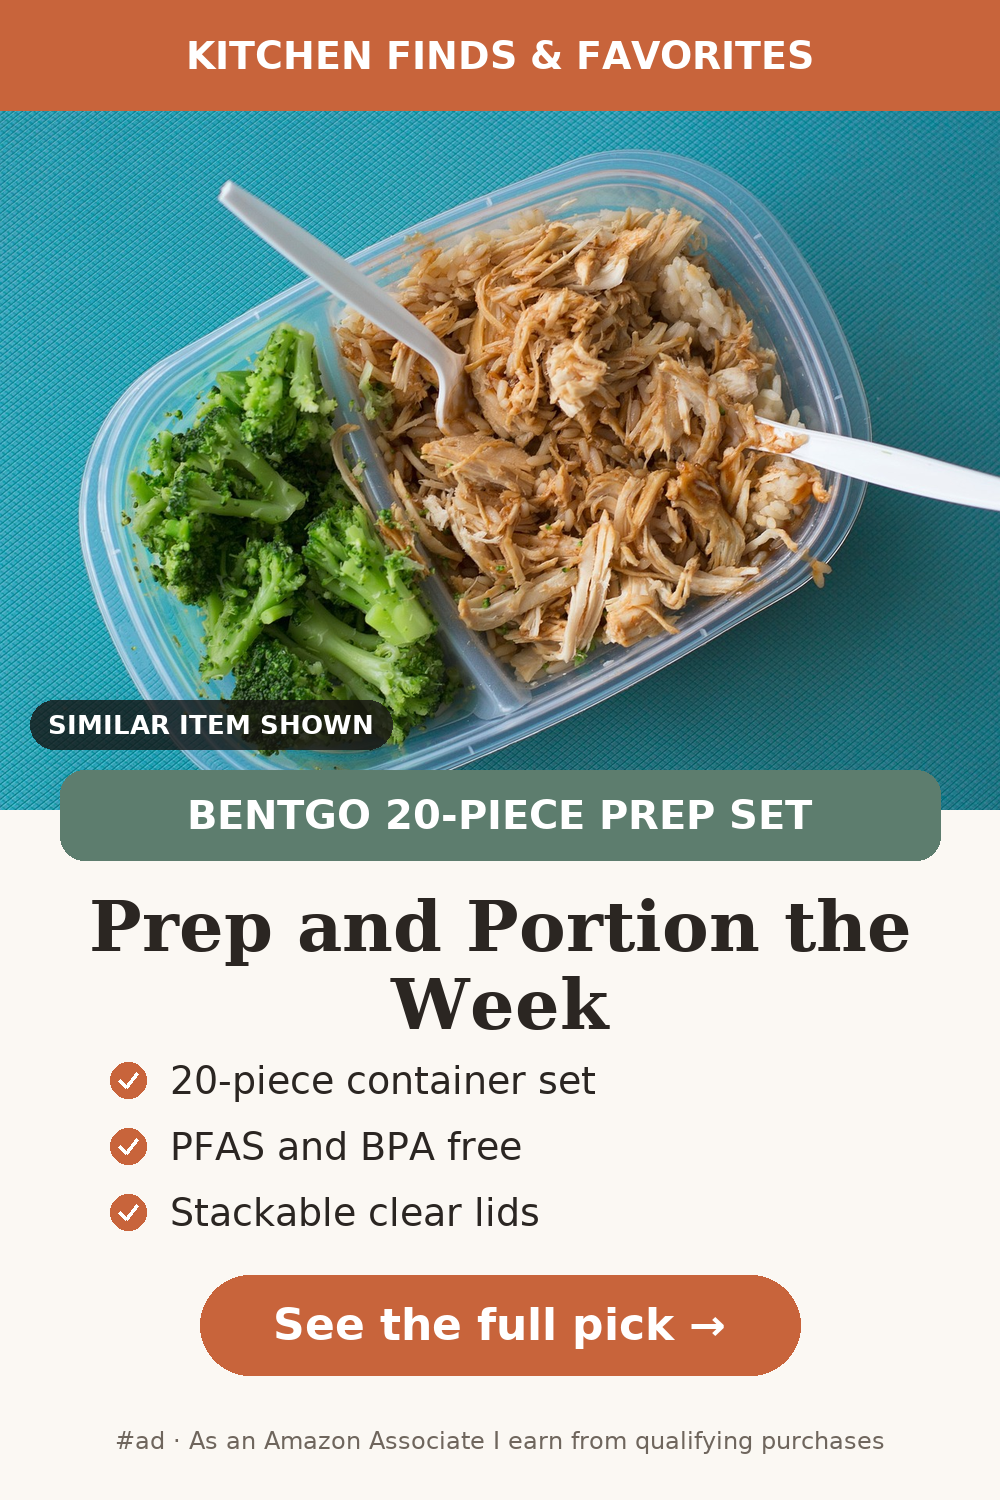 KITCHEN FINDS & FAVORITES
SIMILAR ITEM SHOWN
BENTGO 20-PIECE PREP SET
Prep and Portion the
Week
20-piece container set
PFAS and BPA free
Stackable clear lids
See the full pick →
#ad · As an Amazon Associate I earn from qualifying purchases